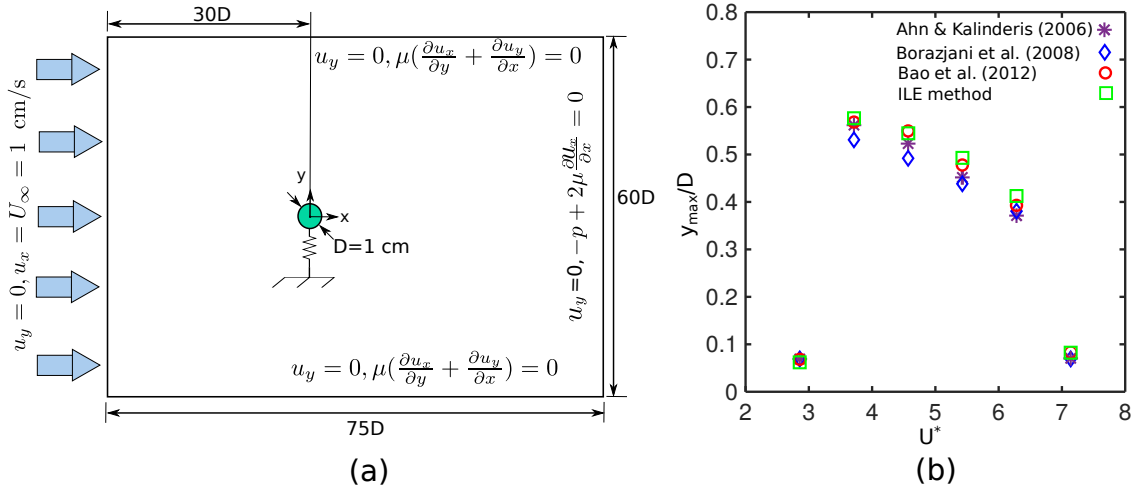 30D
u_y = 0, μ(∂u_x/∂y + ∂u_y/∂x) = 0
u_y = 0, u_x = U_∞ = 1 cm/s
y
x
D=1 cm
u_y=0, −p + 2μ ∂u_x/∂x = 0
60D
u_y = 0, μ(∂u_x/∂y + ∂u_y/∂x) = 0
75D
(a)
0.8
0.7
0.6
0.5
0.4
0.3
0.2
0.1
0
y_max/D
Ahn & Kalinderis (2006)
Borazjani et al. (2008)
Bao et al. (2012)
ILE method
2 3 4 5 6 7 8
U*
(b)